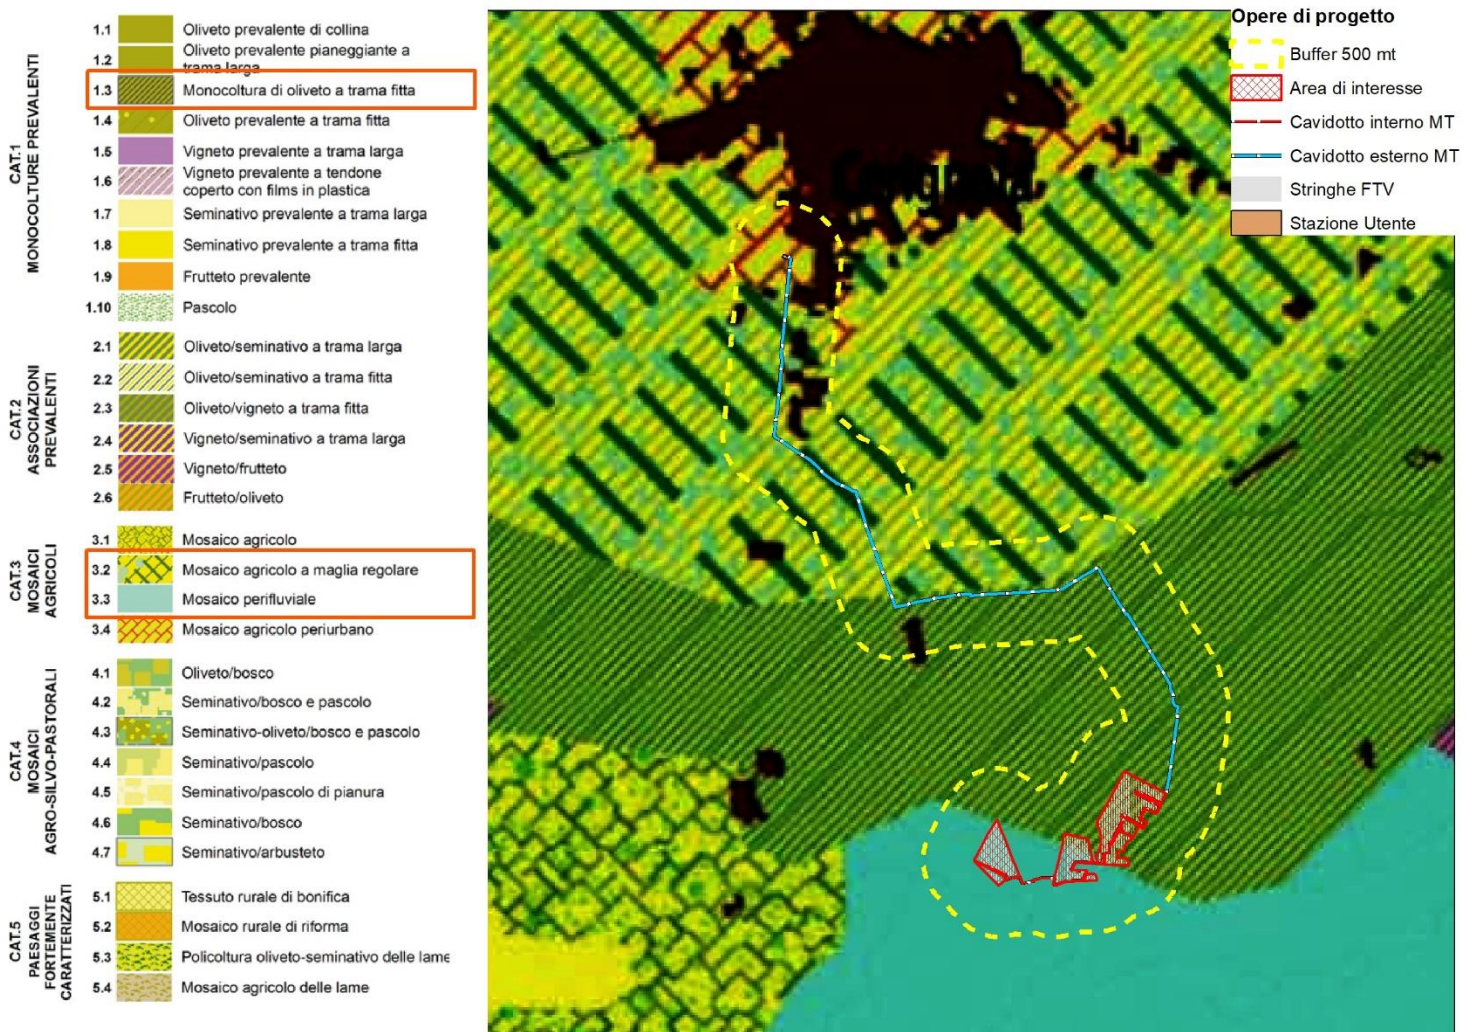 CAT.1
MONOCOLTURE PREVALENTI
1.1 Oliveto prevalente di collina
1.2 Oliveto prevalente pianeggiante a
trama larga
1.3 Monocoltura di oliveto a trama fitta
1.4 Oliveto prevalente a trama fitta
1.5 Vigneto prevalente a trama larga
1.6 Vigneto prevalente a tendone
coperto con films in plastica
1.7 Seminativo prevalente a trama larga
1.8 Seminativo prevalente a trama fitta
1.9 Frutteto prevalente
1.10 Pascolo
CAT.2
ASSOCIAZIONI
PREVALENTI
2.1 Oliveto/seminativo a trama larga
2.2 Oliveto/seminativo a trama fitta
2.3 Oliveto/vigneto a trama fitta
2.4 Vigneto/seminativo a trama larga
2.5 Vigneto/frutteto
2.6 Frutteto/oliveto
CAT.3
MOSAICI
AGRICOLI
3.1 Mosaico agricolo
3.2 Mosaico agricolo a maglia regolare
3.3 Mosaico perifluviale
3.4 Mosaico agricolo periurbano
CAT.4
MOSAICI
AGRO-SILVO-PASTORALI
4.1 Oliveto/bosco
4.2 Seminativo/bosco e pascolo
4.3 Seminativo-oliveto/bosco e pascolo
4.4 Seminativo/pascolo
4.5 Seminativo/pascolo di pianura
4.6 Seminativo/bosco
4.7 Seminativo/arbusteto
CAT.5
PAESAGGI
FORTEMENTE
CARATTERIZZATI
5.1 Tessuto rurale di bonifica
5.2 Mosaico rurale di riforma
5.3 Policoltura oliveto-seminativo delle lame
5.4 Mosaico agricolo delle lame
Opere di progetto
Buffer 500 mt
Area di interesse
Cavidotto interno MT
Cavidotto esterno MT
Stringhe FTV
Stazione Utente